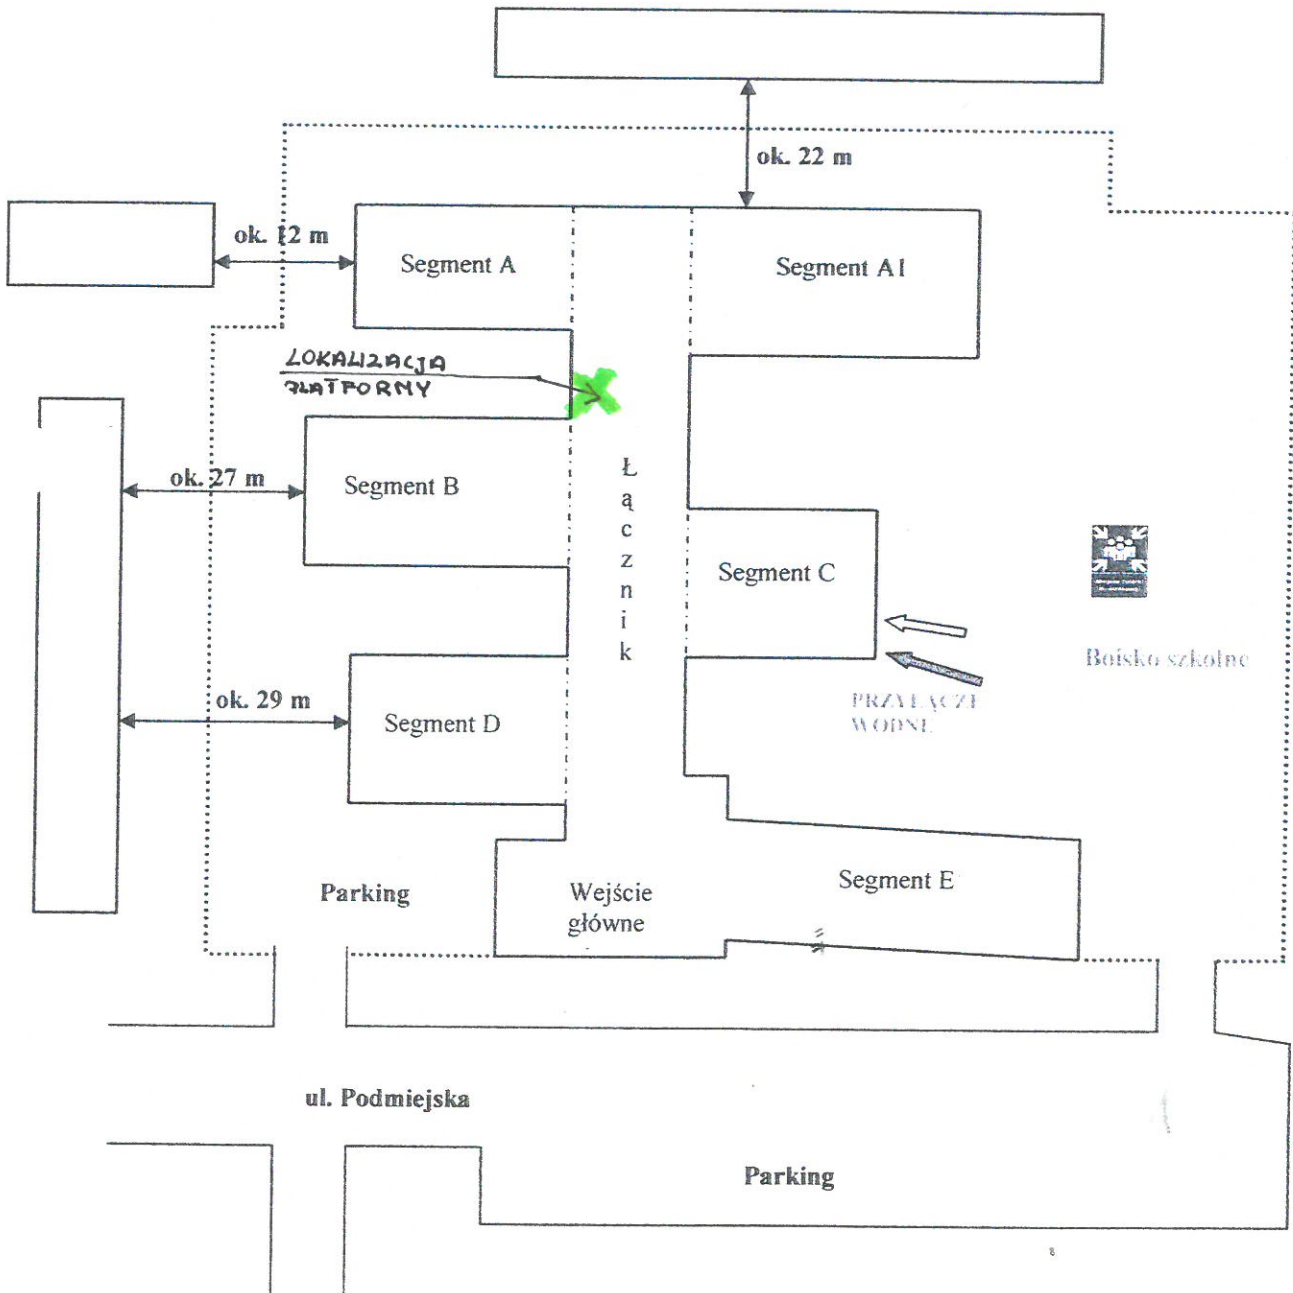 ok. 22 m
ok. 12 m
Segment A
Segment A1
LOKALIZACJA
PLATFORMY
ok. 27 m
Segment B
Łącznik
Segment C
Boisko szkolne
ok. 29 m
Segment D
PRZYŁĄCZE
WODNE
Parking
Wejście
główne
Segment E
ul. Podmiejska
Parking